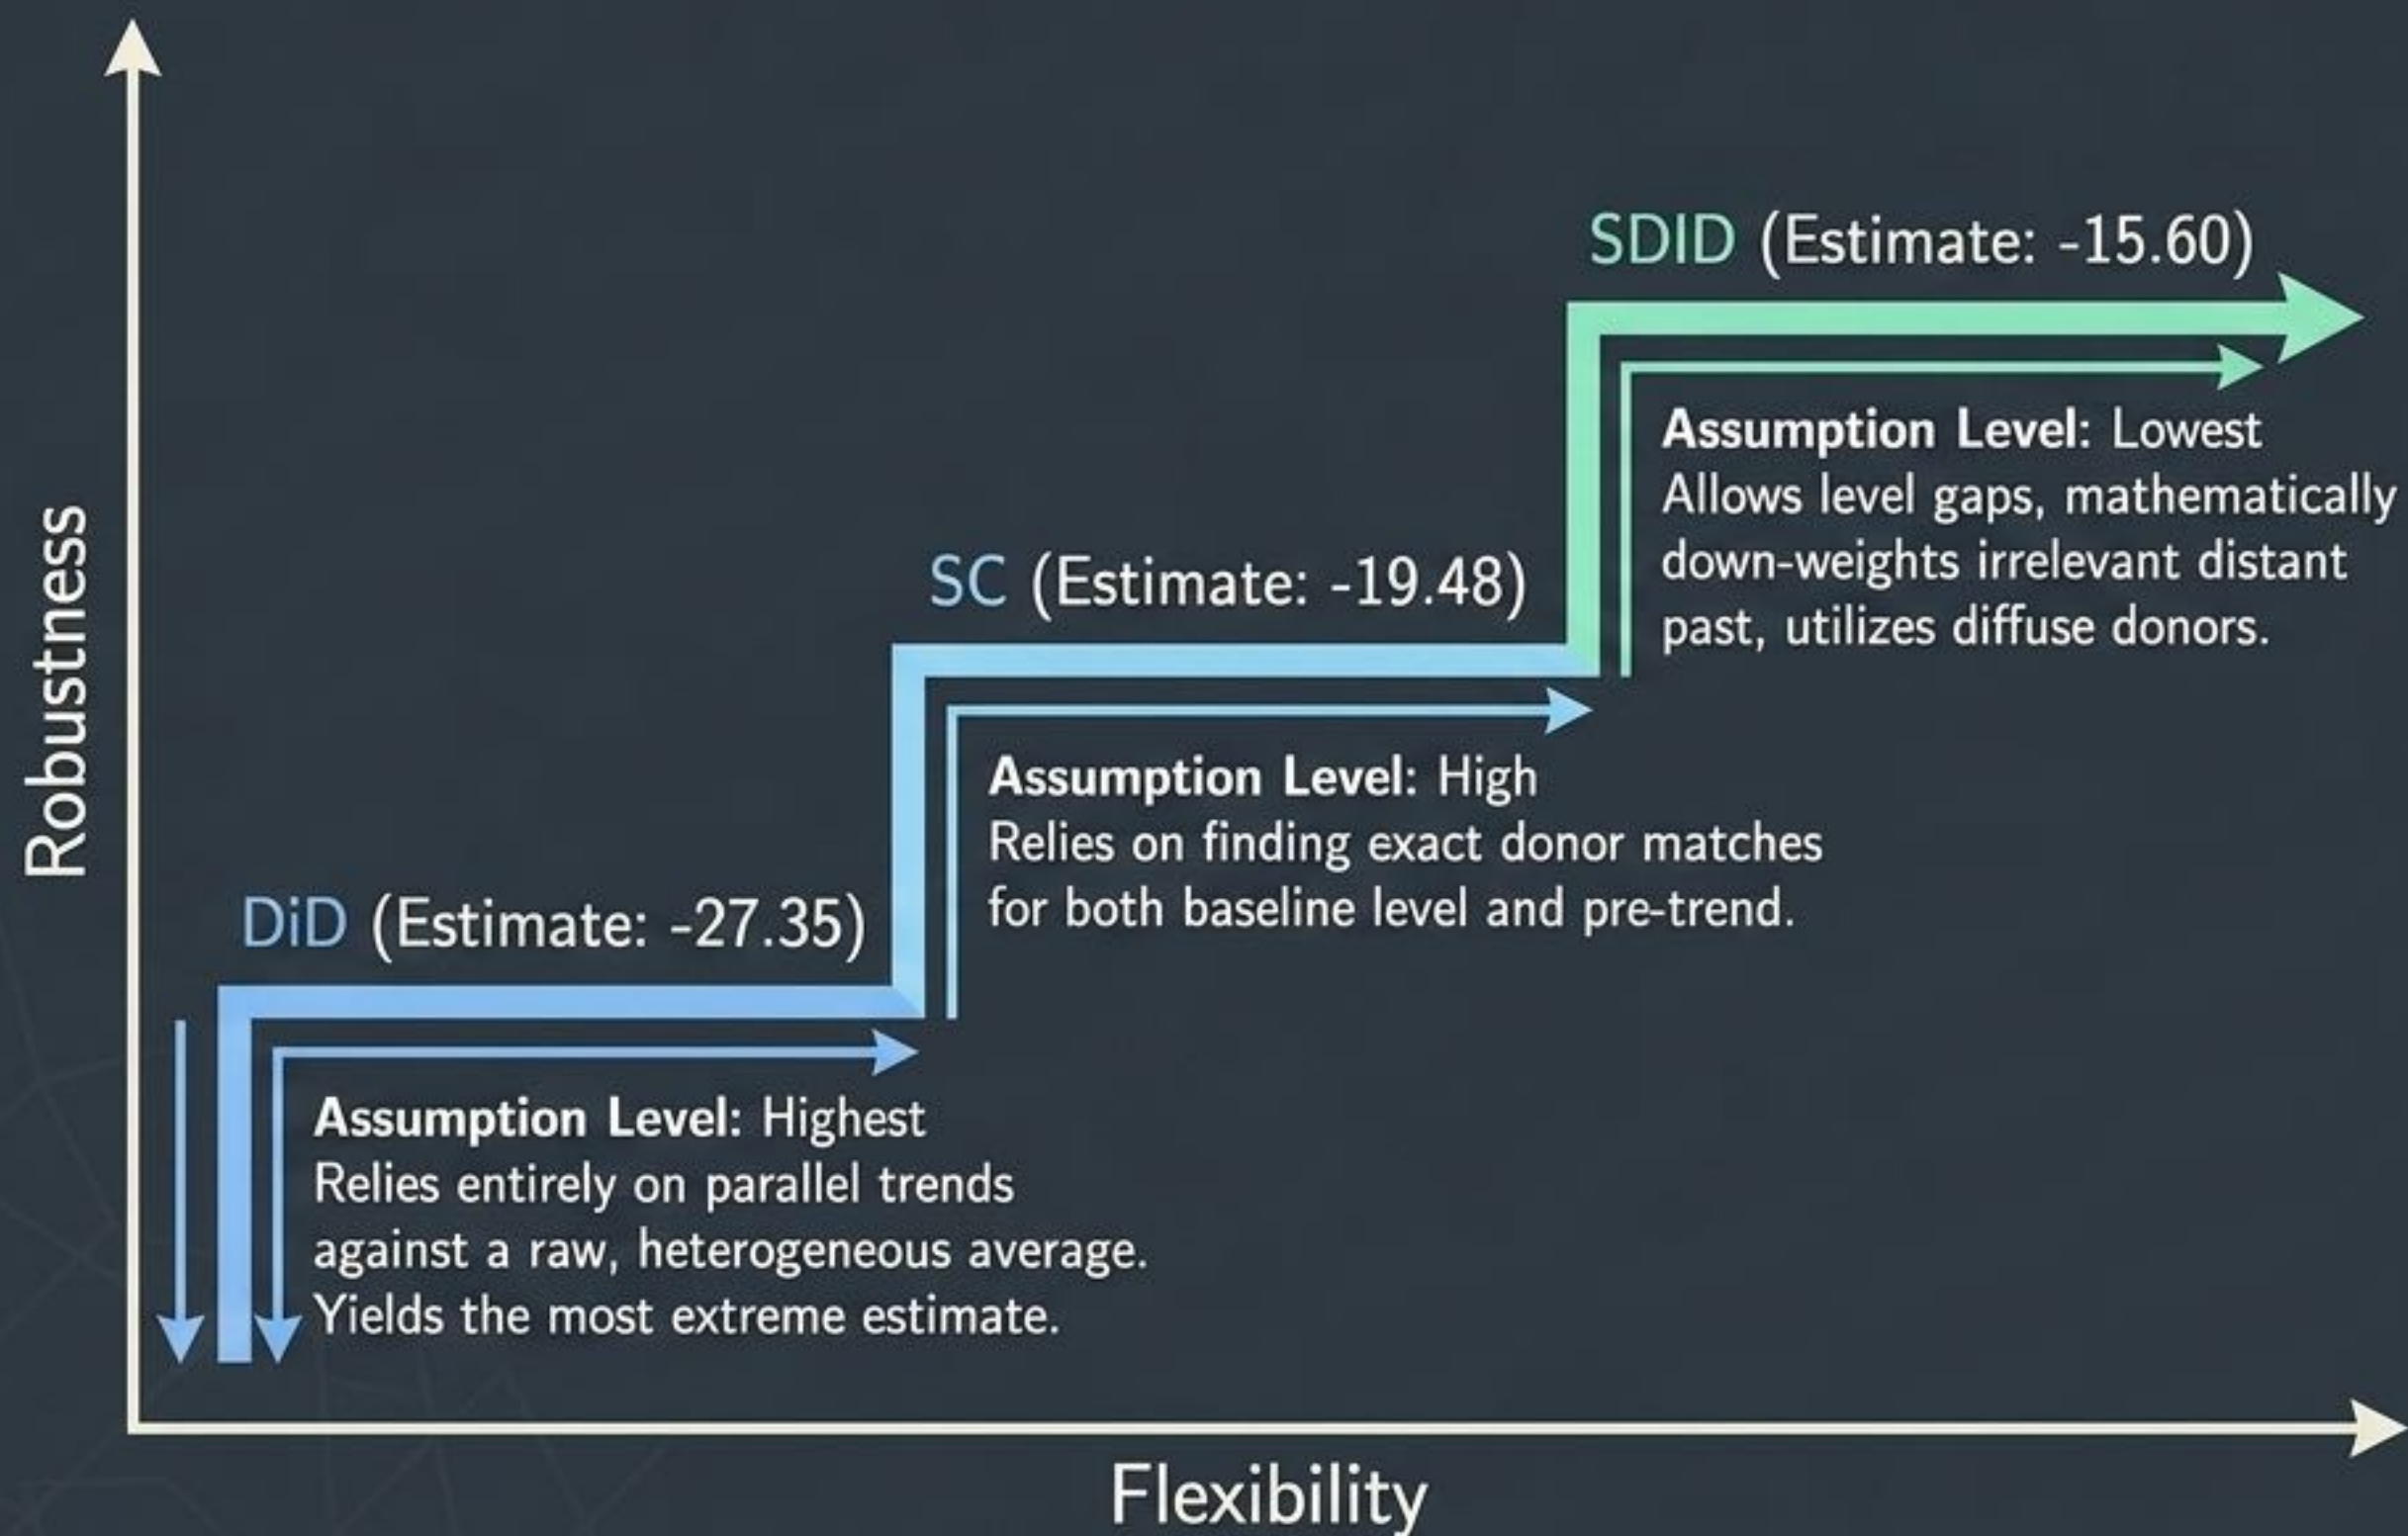 Robustness
SDID (Estimate: -15.60)
Assumption Level: Lowest
Allows level gaps, mathematically
down-weights irrelevant distant
past, utilizes diffuse donors.
SC (Estimate: -19.48)
Assumption Level: High
Relies on finding exact donor matches
for both baseline level and pre-trend.
DiD (Estimate: -27.35)
Assumption Level: Highest
Relies entirely on parallel trends
against a raw, heterogeneous average.
Yields the most extreme estimate.
Flexibility